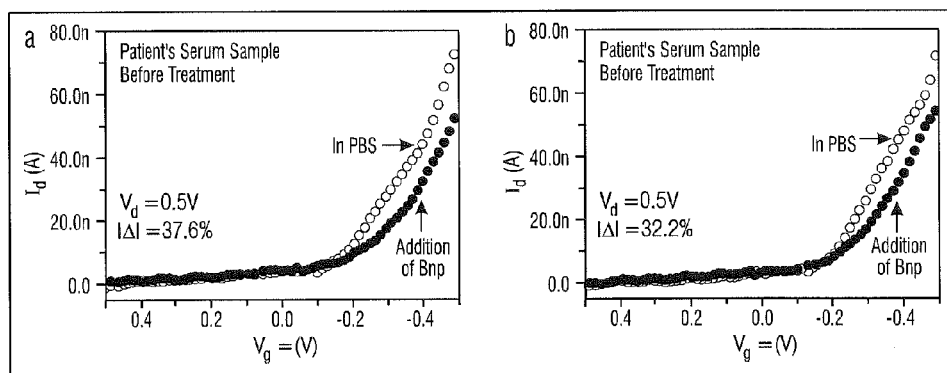 a
80.0n
60.0n
40.0n
20.0n
0.0
I_d (A)
Patient's Serum Sample
Before Treatment
In PBS
V_d = 0.5V
|Δ| = 37.6%
Addition
of Bnp
0.4 0.2 0.0 -0.2 -0.4
V_g = (V)
b
80.0n
60.0n
40.0n
20.0n
0.0
I_d (A)
Patient's Serum Sample
Before Treatment
In PBS
V_d = 0.5V
|Δ| = 32.2%
Addition
of Bnp
0.4 0.2 0.0 -0.2 -0.4
V_g = (V)